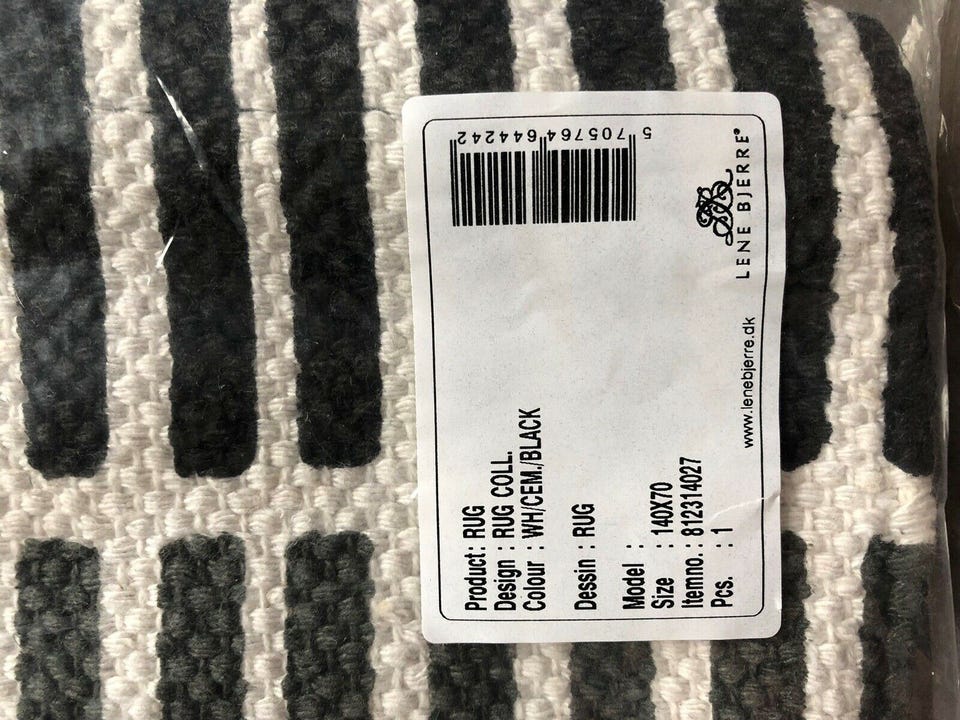 Product: RUG
Design : RUG COLL.
Colour : WH/CEM./BLACK
Dessin : RUG
Model :
Size : 140X70
Itemno. : 812314027
Pcs. : 1
www.lenebjerre.dk
LENE BJERRE®
5 705764 644242